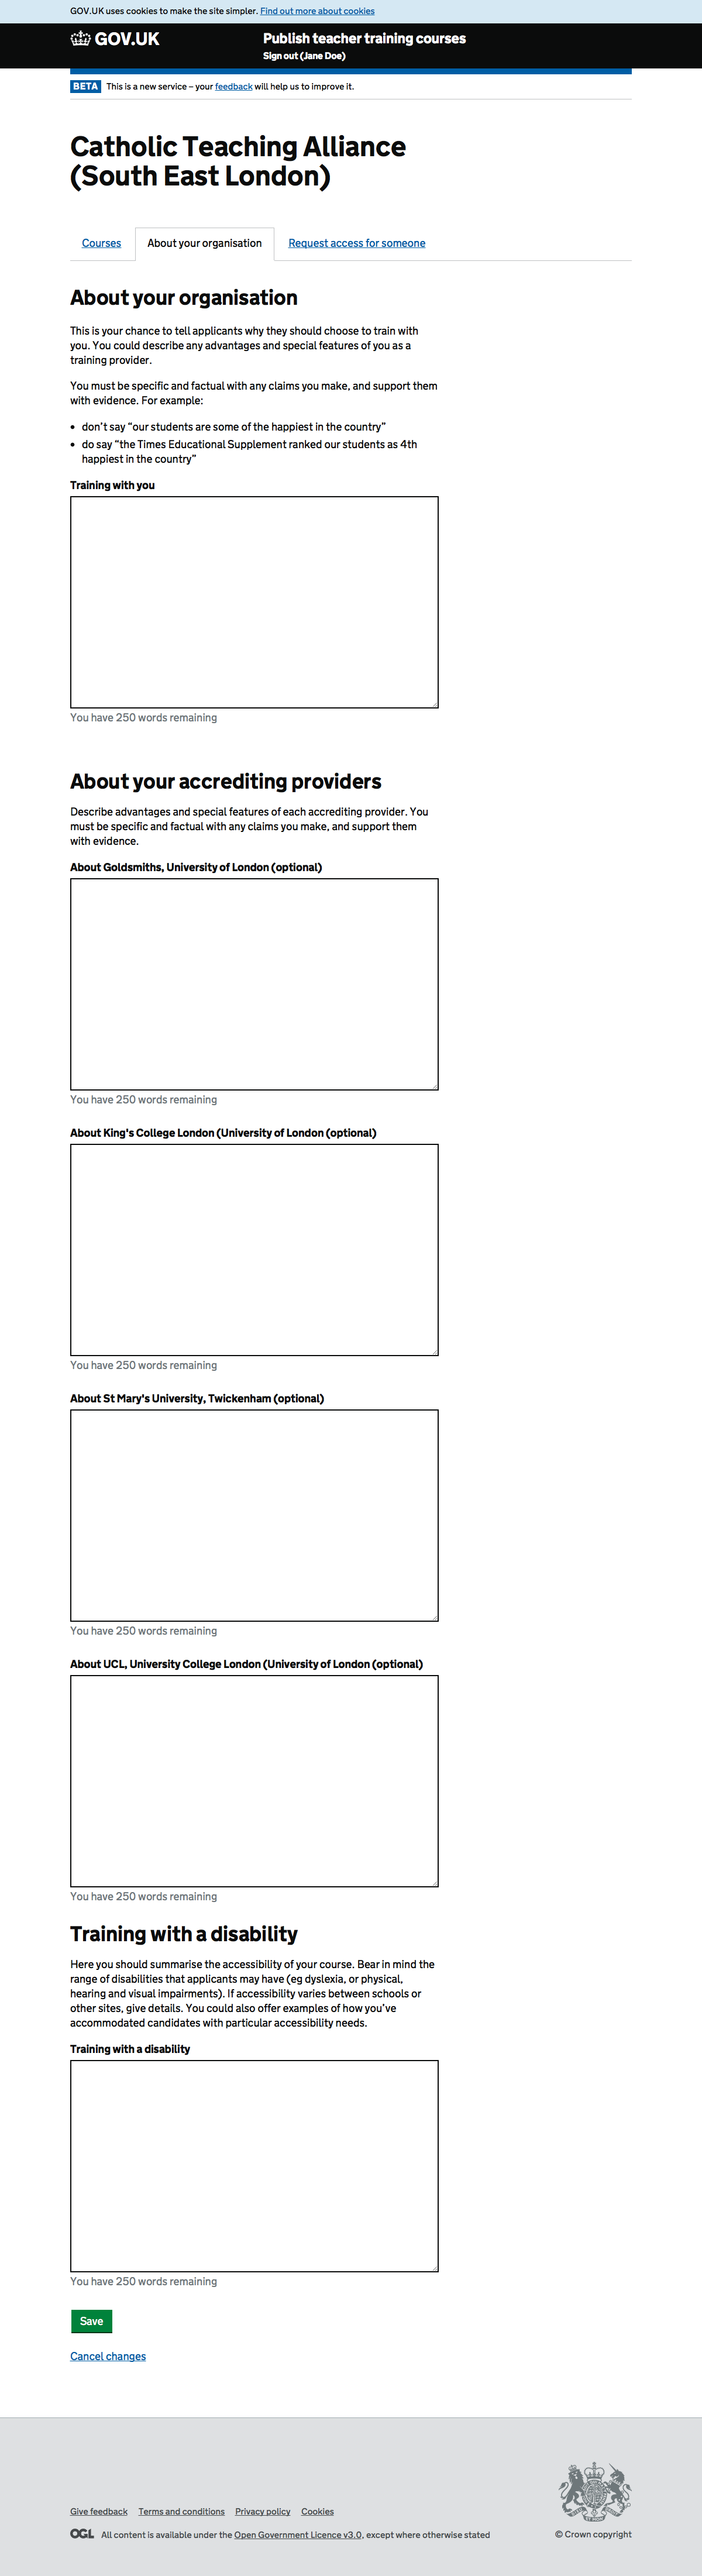 GOV.UK uses cookies to make the site simpler. Find out more about cookies
GOV.UK
Publish teacher training courses
Sign out (Jane Doe)
BETA This is a new service – your feedback will help us to improve it.
Catholic Teaching Alliance
(South East London)
Courses About your organisation Request access for someone
About your organisation
This is your chance to tell applicants why they should choose to train with
you. You could describe any advantages and special features of you as a
training provider.
You must be specific and factual with any claims you make, and support them
with evidence. For example:
• don’t say “our students are some of the happiest in the country”
• do say “the Times Educational Supplement ranked our students as 4th
happiest in the country”
Training with you
You have 250 words remaining
About your accrediting providers
Describe advantages and special features of each accrediting provider. You
must be specific and factual with any claims you make, and support them
with evidence.
About Goldsmiths, University of London (optional)
You have 250 words remaining
About King's College London (University of London (optional)
You have 250 words remaining
About St Mary's University, Twickenham (optional)
You have 250 words remaining
About UCL, University College London (University of London (optional)
You have 250 words remaining
Training with a disability
Here you should summarise the accessibility of your course. Bear in mind the
range of disabilities that applicants may have (eg dyslexia, or physical,
hearing and visual impairments). If accessibility varies between schools or
other sites, give details. You could also offer examples of how you’ve
accommodated candidates with particular accessibility needs.
Training with a disability
You have 250 words remaining
Save
Cancel changes
Give feedback Terms and conditions Privacy policy Cookies
OGL All content is available under the Open Government Licence v3.0, except where otherwise stated
© Crown copyright